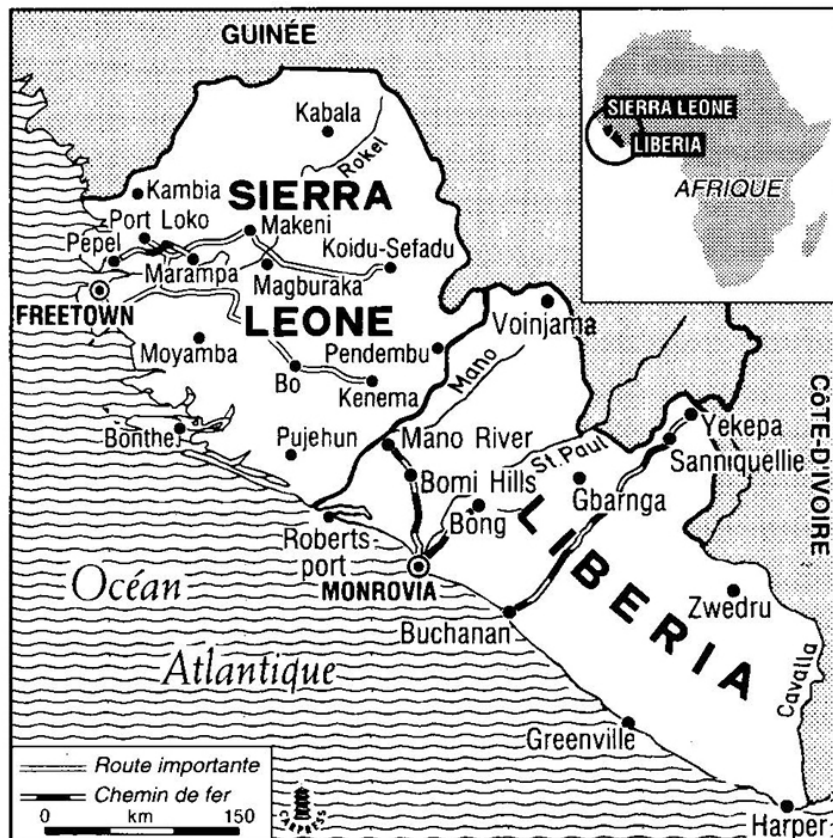 GUINÉE
SIERRA LEONE
LIBERIA
AFRIQUE
Kabala
Rokel
Kambia
SIERRA
Port Loko
Makeni
Pepel
Koidu-Sefadu
Marampa
Magburaka
FREETOWN
LEONE
Voinjama
Moyamba
Pendembu
Mano
Bo
Kenema
CÔTE-D'IVOIRE
Yekepa
Bonthe
Pujehun
Mano River
St. Paul
Sanniquellie
Bomi Hills
Gbarnga
Bong
LIBERIA
Roberts-
port
MONROVIA
Océan
Zwedru
Buchanan
Atlantique
Cavalla
Greenville
Route importante
Chemin de fer
0 km 150
CARPRESS
Harper